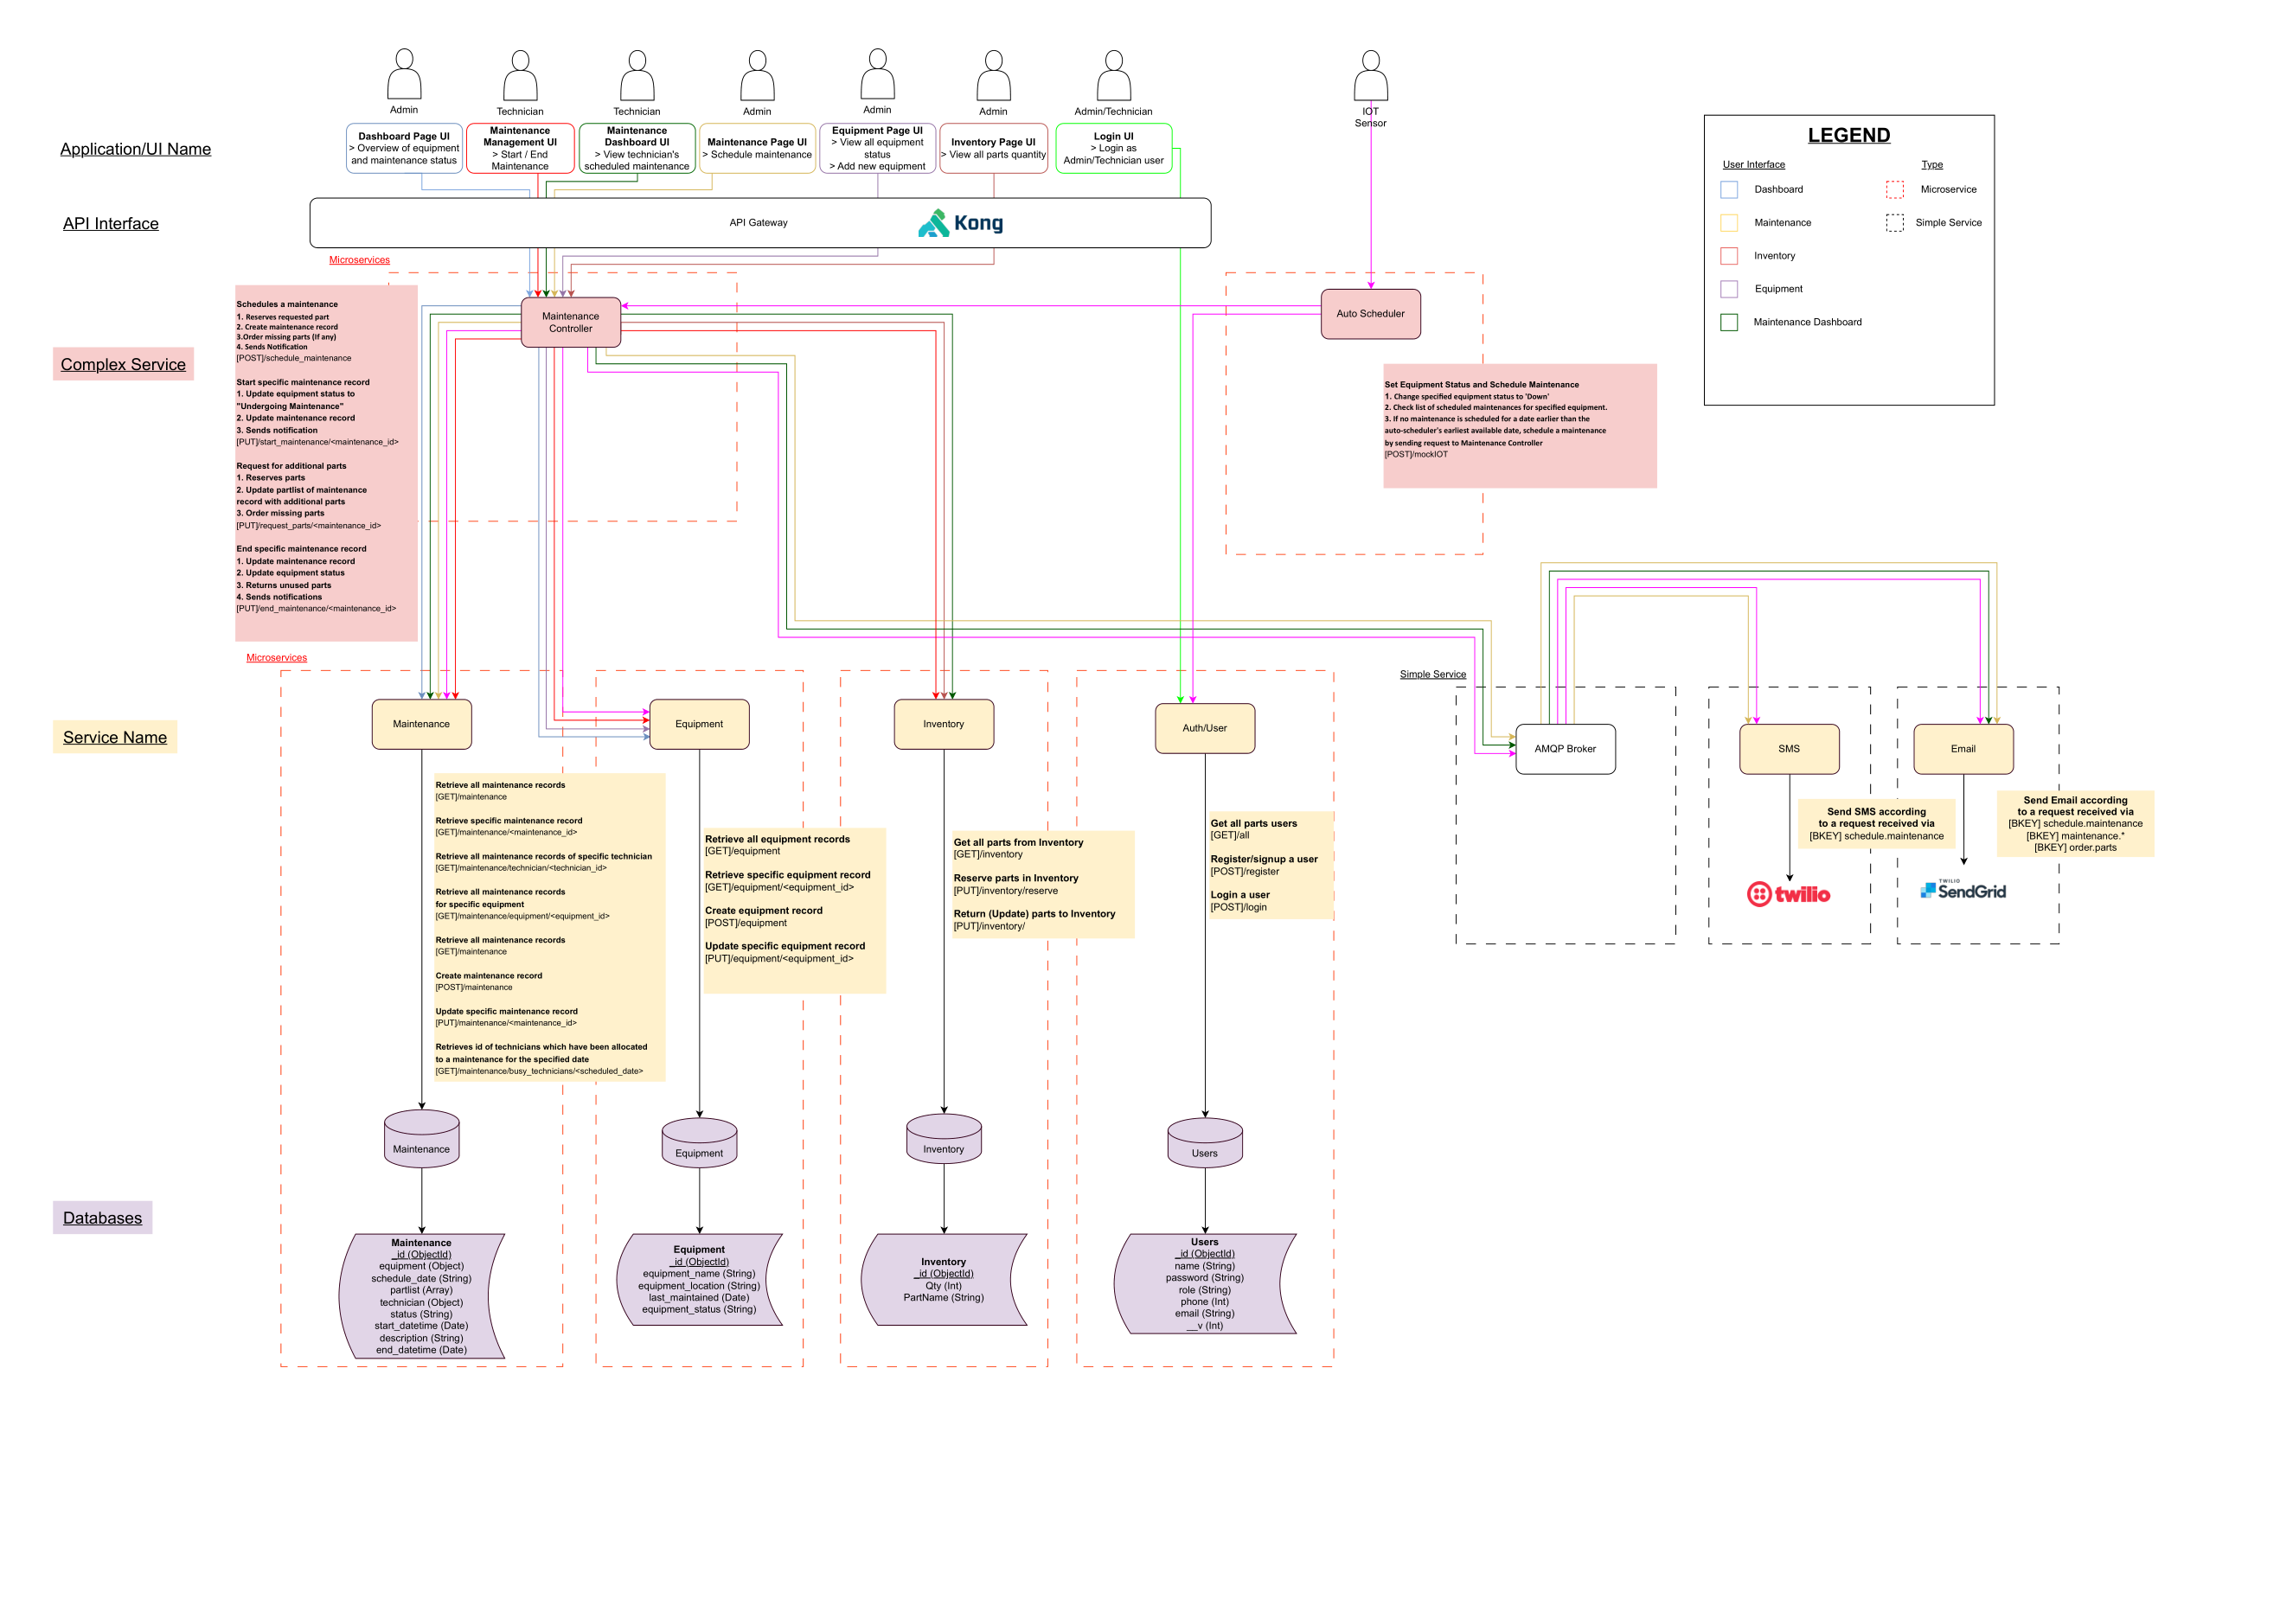 Admin
Technician
Technician
Admin
Admin
Admin
Admin/Technician
IOT
Sensor
Application/UI Name
Dashboard Page UI
> Overview of equipment
and maintenance status
Maintenance
Management UI
> Start / End
Maintenance
Maintenance
Dashboard UI
> View technician's
scheduled maintenance
Maintenance Page UI
> Schedule maintenance
Equipment Page UI
> View all equipment
status
> Add new equipment
Inventory Page UI
> View all parts quantity
Login UI
> Login as
Admin/Technician user
LEGEND
User Interface
Type
Dashboard
Microservice
Maintenance
Simple Service
Inventory
Equipment
Maintenance Dashboard
API Interface
API Gateway
Kong
Microservices
Complex Service
Schedules a maintenance
1. Reserves requested part
2. Create maintenance record
3.Order missing parts (If any)
4. Sends Notification
[POST]/schedule_maintenance
Start specific maintenance record
1. Update equipment status to
"Undergoing Maintenance"
2. Update maintenance record
3. Sends notification
[PUT]/start_maintenance/<maintenance_id>
Request for additional parts
1. Reserves parts
2. Update partlist of maintenance
record with additional parts
3. Order missing parts
[PUT]/request_parts/<maintenance_id>
End specific maintenance record
1. Update maintenance record
2. Update equipment status
3. Returns unused parts
4. Sends notifications
[PUT]/end_maintenance/<maintenance_id>
Maintenance
Controller
Auto Scheduler
Set Equipment Status and Schedule Maintenance
1. Change specified equipment status to 'Down'
2. Check list of scheduled maintenances for specified equipment.
3. If no maintenance is scheduled for a date earlier than the
auto-scheduler's earliest available date, schedule a maintenance
by sending request to Maintenance Controller
[POST]/mockIOT
Microservices
Simple Service
Service Name
Maintenance
Equipment
Inventory
Auth/User
AMQP Broker
SMS
Email
Retrieve all maintenance records
[GET]/maintenance
Retrieve specific maintenance record
[GET]/maintenance/<maintenance_id>
Retrieve all maintenance records of specific technician
[GET]/maintenance/technician/<technician_id>
Retrieve all maintenance records
for specific equipment
[GET]/maintenance/equipment/<equipment_id>
Retrieve all maintenance records
[GET]/maintenance
Create maintenance record
[POST]/maintenance
Update specific maintenance record
[PUT]/maintenance/<maintenance_id>
Retrieves id of technicians which have been allocated
to a maintenance for the specified date
[GET]/maintenance/busy_technicians/<scheduled_date>
Retrieve all equipment records
[GET]/equipment
Retrieve specific equipment record
[GET]/equipment/<equipment_id>
Create equipment record
[POST]/equipment
Update specific equipment record
[PUT]/equipment/<equipment_id>
Get all parts from Inventory
[GET]/inventory
Reserve parts in Inventory
[PUT]/inventory/reserve
Return (Update) parts to Inventory
[PUT]/inventory/
Get all parts users
[GET]/all
Register/signup a user
[POST]/register
Login a user
[POST]/login
Send SMS according
to a request received via
[BKEY] schedule.maintenance
Send Email according
to a request received via
[BKEY] schedule.maintenance
[BKEY] maintenance.*
[BKEY] order.parts
twilio
TWILIO
SendGrid
Maintenance
Equipment
Inventory
Users
Databases
Maintenance
_id (ObjectId)
equipment (Object)
schedule_date (String)
partlist (Array)
technician (Object)
status (String)
start_datetime (Date)
description (String)
end_datetime (Date)
Equipment
_id (ObjectId)
equipment_name (String)
equipment_location (String)
last_maintained (Date)
equipment_status (String)
Inventory
_id (ObjectId)
Qty (Int)
PartName (String)
Users
_id (ObjectId)
name (String)
password (String)
role (String)
phone (Int)
email (String)
__v (Int)